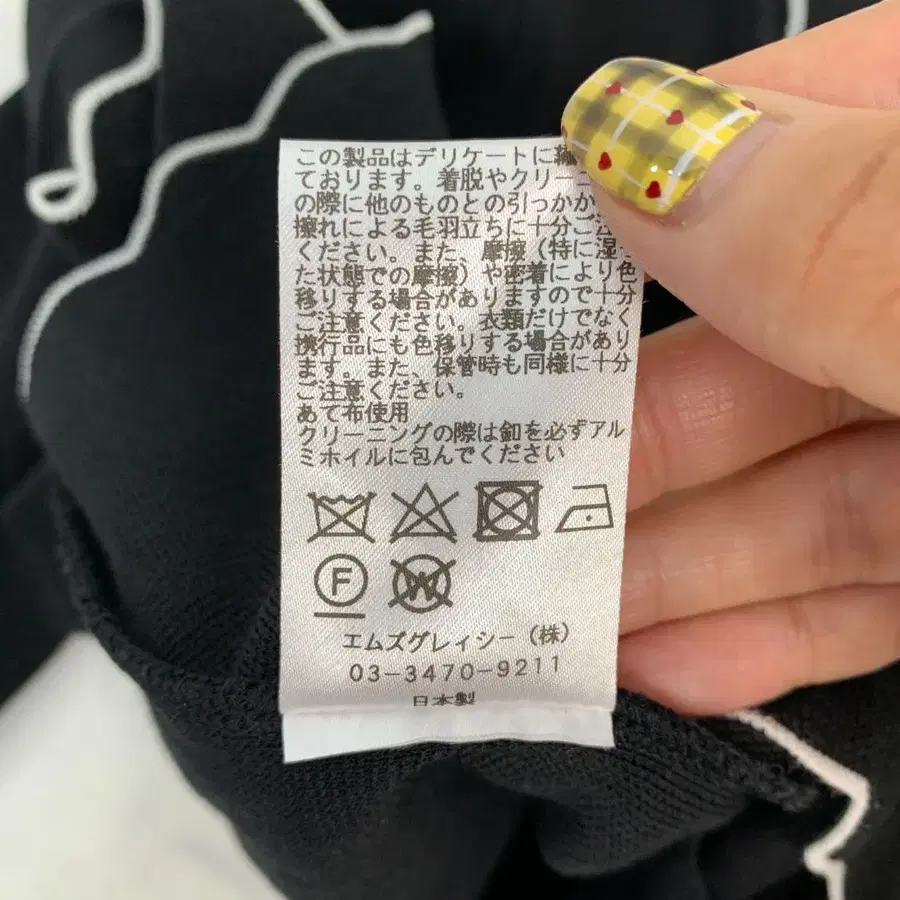 この製品はデリケートに
ております。着脱やクリーニ
の際に他のものとの引っかか
擦れによる毛羽立ちに十分ご注
ください。また、摩擦（特に湿っ
た状態での摩擦）や密着により色
移りする場合がありますので十分
ご注意ください。衣類だけでなく
携行品にも色移りする場合があり
ます。また、保管時も同様に十分
ご注意ください。
あて布使用
クリーニングの際は釦を必ずアル
ミホイルに包んでください
F
W
エムズグレイシー（株）
03-3470-9211
日本製